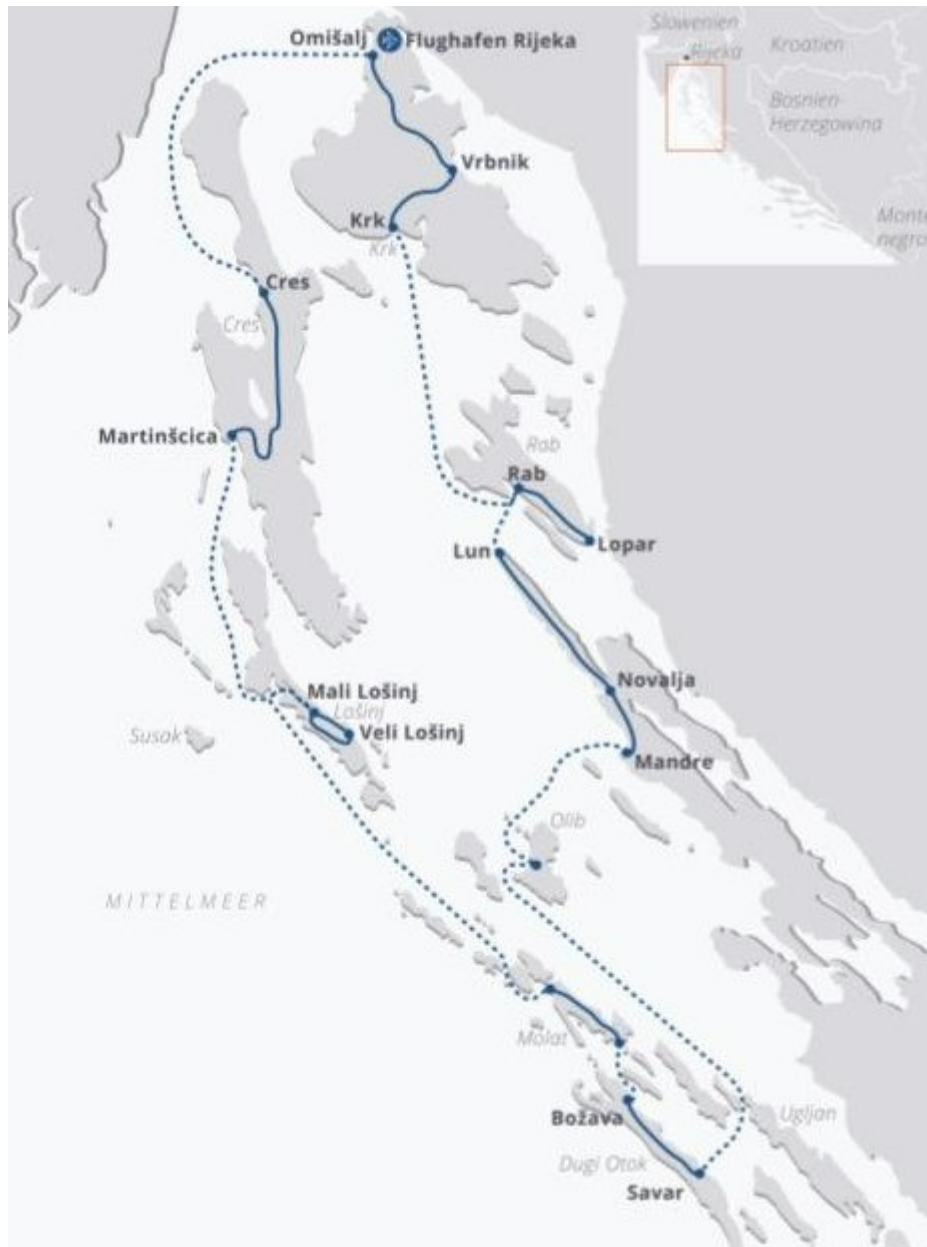 Omišalj
Flughafen Rijeka
Slowenien
Rijeka
Kroatien
Bosnien-
Herzegowina
Monte
negro
Vrbnik
Krk
Krk
Cres
Cres
Martinšcica
Rab
Rab
Lopar
Lun
Novalja
Mandre
Mali Lošinj
Lošinj
Veli Lošinj
Susak
Olib
MITTELMEER
Molat
Božava
Ugljan
Dugi Otok
Savar